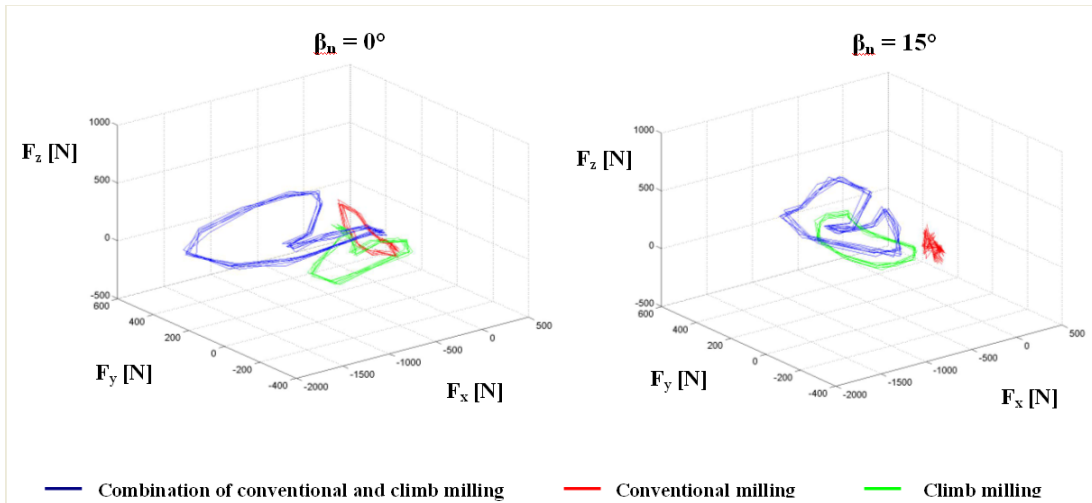 βn = 0°
βn = 15°
1000
500
0
-500
Fz [N]
600
400
200
0
-200
-400
Fy [N]
-2000
-1500
-1000
-500
0
500
Fx [N]
1000
500
0
-500
Fz [N]
600
400
200
0
-200
-400
Fy [N]
-2000
-1500
-1000
-500
0
500
Fx [N]
Combination of conventional and climb milling
Conventional milling
Climb milling